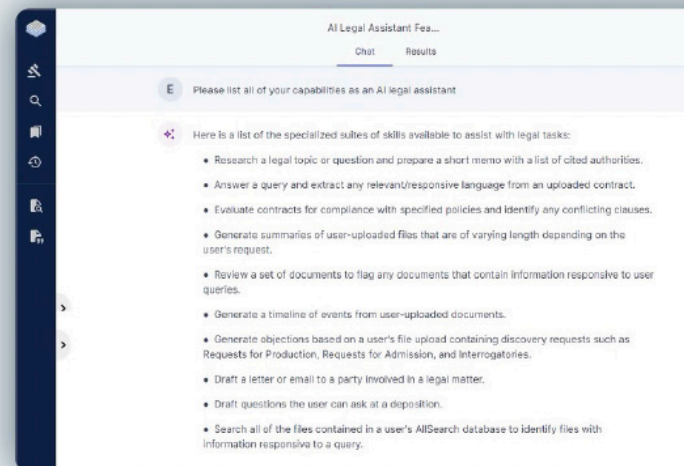 AI Legal Assistant Fea...
Chat Results
E Please list all of your capabilities as an AI legal assistant
Here is a list of the specialized suites of skills available to assist with legal tasks:
• Research a legal topic or question and prepare a short memo with a list of cited authorities.
• Answer a query and extract any relevant/responsive language from an uploaded contract.
• Evaluate contracts for compliance with specified policies and identify any conflicting clauses.
• Generate summaries of user-uploaded files that are of varying length depending on the
user's request.
• Review a set of documents to flag any documents that contain information responsive to user
queries.
• Generate a timeline of events from user-uploaded documents.
• Generate objections based on a user's file upload containing discovery requests such as
Requests for Production, Requests for Admission, and Interrogatories.
• Draft a letter or email to a party involved in a legal matter.
• Draft questions the user can ask at a deposition.
• Search all of the files contained in a user's AllSearch database to identify files with
information responsive to a query.